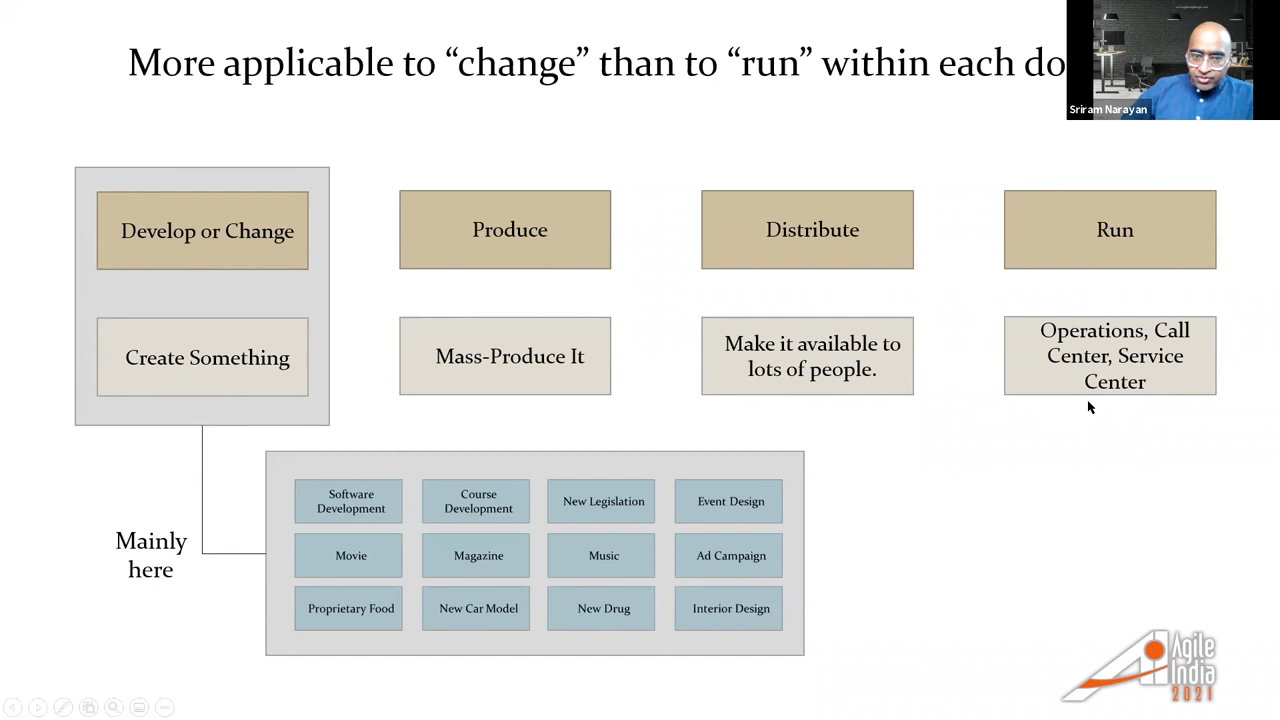 More applicable to “change” than to “run” within each do
Sriram Narayan
Develop or Change
Produce
Distribute
Run
Create Something
Mass-Produce It
Make it available to
lots of people.
Operations, Call
Center, Service
Center
Mainly
here
Software
Development
Course
Development
New Legislation
Event Design
Movie
Magazine
Music
Ad Campaign
Proprietary Food
New Car Model
New Drug
Interior Design
Agile
India
2021